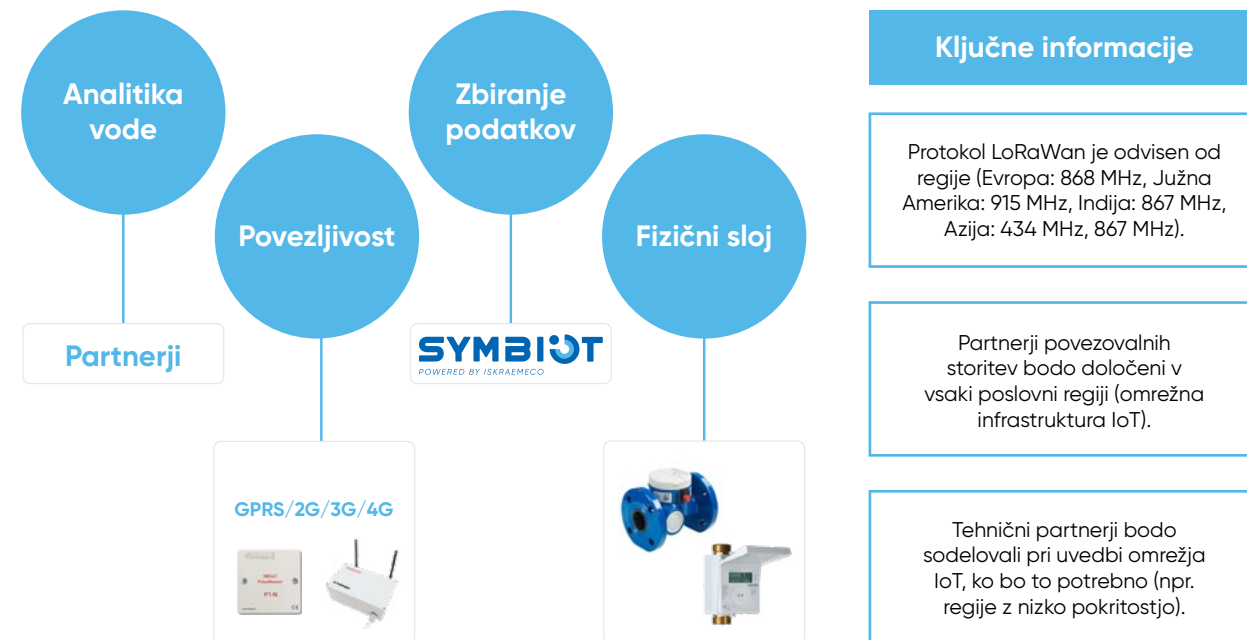 Analitika
vode
Povezljivost
Zbiranje
podatkov
Fizični sloj
Partnerji
SYMBIOT
POWERED BY ISKRAEMECO
GPRS/2G/3G/4G
Ključne informacije
Protokol LoRaWan je odvisen od
regije (Evropa: 868 MHz, Južna
Amerika: 915 MHz, Indija: 867 MHz,
Azija: 434 MHz, 867 MHz).
Partnerji povezovalnih
storitev bodo določeni v
vsaki poslovni regiji (omrežna
infrastruktura IoT).
Tehnični partnerji bodo
sodelovali pri uvedbi omrežja
IoT, ko bo to potrebno (npr.
regije z nizko pokritostjo).